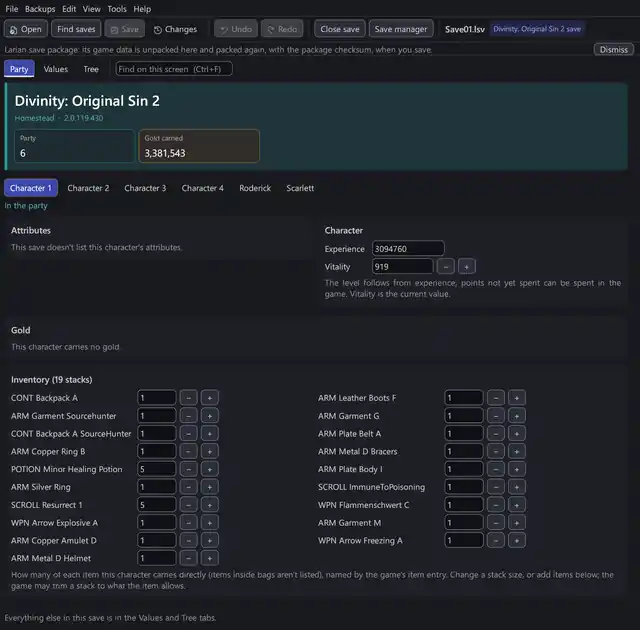 File Backups Edit View Tools Help
Open Find saves Save Changes Undo Redo Close save Save manager Save01.lsv Divinity: Original Sin 2 save
Larian save package: its game data is unpacked here and packed again, with the package checksum, when you save. Dismiss
Party Values Tree Find on this screen (Ctrl+F)
Divinity: Original Sin 2
Homestead · 2.0.119.430
Party
6
Gold carried
3,381,543
Character 1 Character 2 Character 3 Character 4 Roderick Scarlett
In the party
Attributes
This save doesn't list this character's attributes.
Character
Experience 3094760
Vitality 919 − +
The level follows from experience; points not yet spent can be spent in the game. Vitality is the current value.
Gold
This character carries no gold.
Inventory (19 stacks)
CONT Backpack A 1 − +
ARM Garment Sourcehunter 1 − +
CONT Backpack A SourceHunter 1 − +
ARM Copper Ring B 1 − +
POTION Minor Healing Potion 5 − +
ARM Silver Ring 1 − +
SCROLL Resurrect 1 5 − +
WPN Arrow Explosive A 1 − +
ARM Copper Amulet D 1 − +
ARM Metal D Helmet 1 − +
ARM Leather Boots F 1 − +
ARM Garment G 1 − +
ARM Plate Belt A 1 − +
ARM Metal D Bracers 1 − +
ARM Plate Body I 1 − +
SCROLL ImmuneToPoisoning 1 − +
WPN Flammenschwert C 1 − +
ARM Garment M 1 − +
WPN Arrow Freezing A 1 − +
How many of each item this character carries directly (items inside bags aren't listed), named by the game's item entry. Change a stack size, or add items below; the
game may trim a stack to what the item allows.
Everything else in this save is in the Values and Tree tabs.